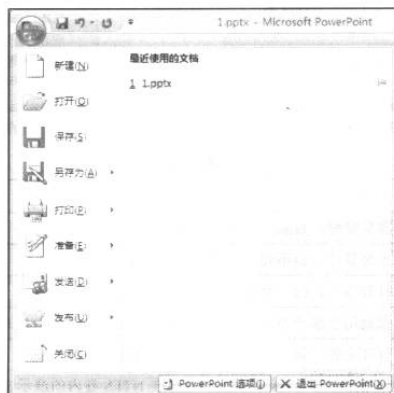 1.pptx - Microsoft PowerPoint
新建(N)
打开(O)
保存(S)
另存为(A)
打印(P)
准备(E)
发送(D)
发布(U)
关闭(C)
最近使用的文档
1 1.pptx
PowerPoint 选项(I)
退出 PowerPoint(X)